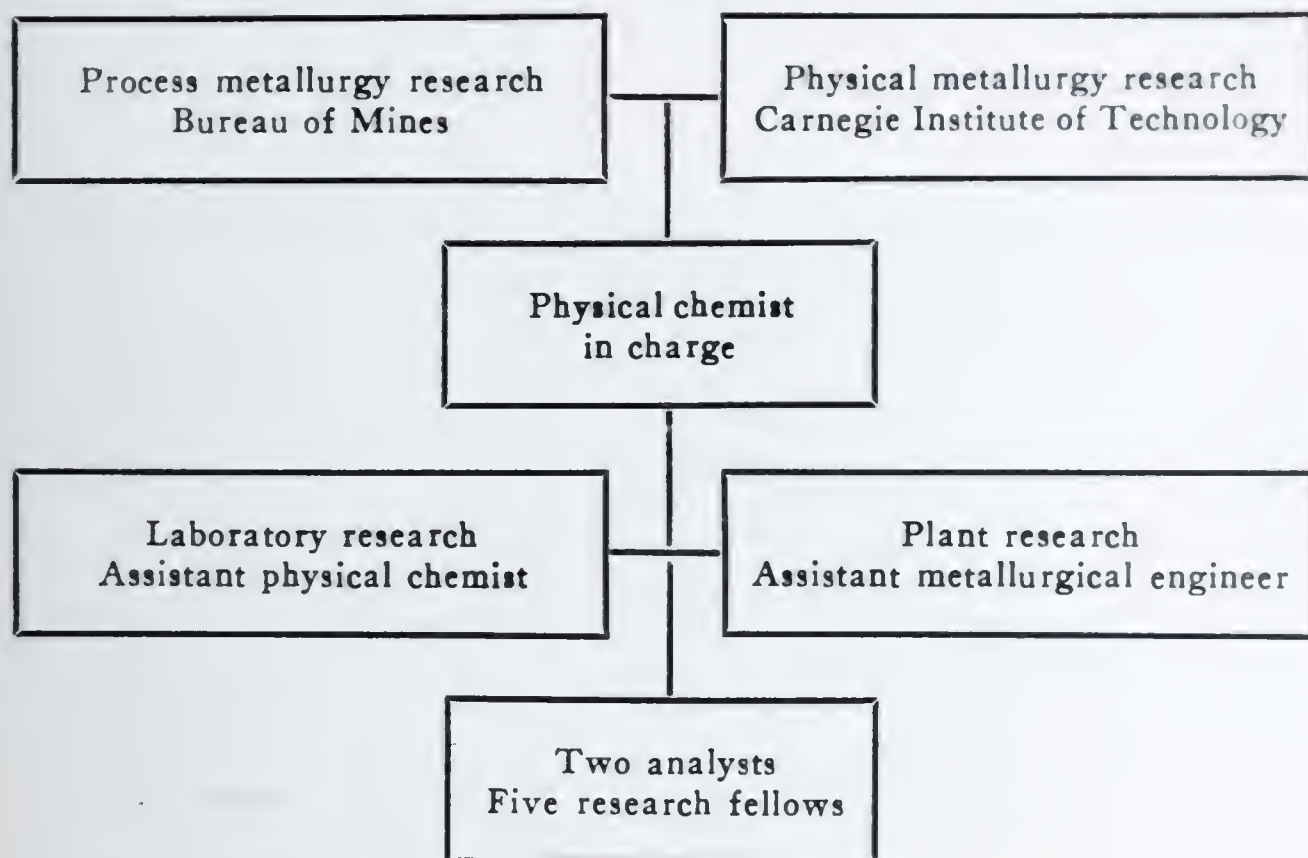 Process metallurgy research
Bureau of Mines
Physical metallurgy research
Carnegie Institute of Technology
Physical chemist
in charge
Laboratory research
Assistant physical chemist
Plant research
Assistant metallurgical engineer
Two analysts
Five research fellows